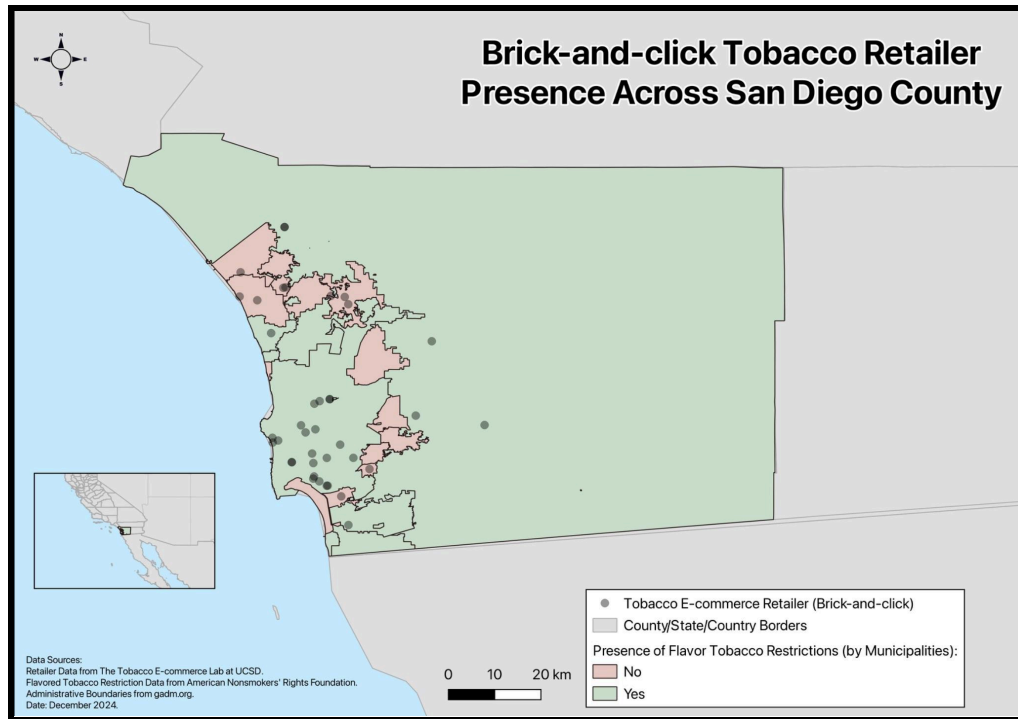 N
W
E
S
Brick-and-click Tobacco Retailer
Presence Across San Diego County
Tobacco E-commerce Retailer (Brick-and-click)
County/State/Country Borders
Presence of Flavor Tobacco Restrictions (by Municipalities):
No
Yes
0 10 20 km
Data Sources:
Retailer Data from The Tobacco E-commerce Lab at UCSD.
Flavored Tobacco Restriction Data from American Nonsmokers' Rights Foundation.
Administrative Boundaries from gadm.org.
Date: December 2024.